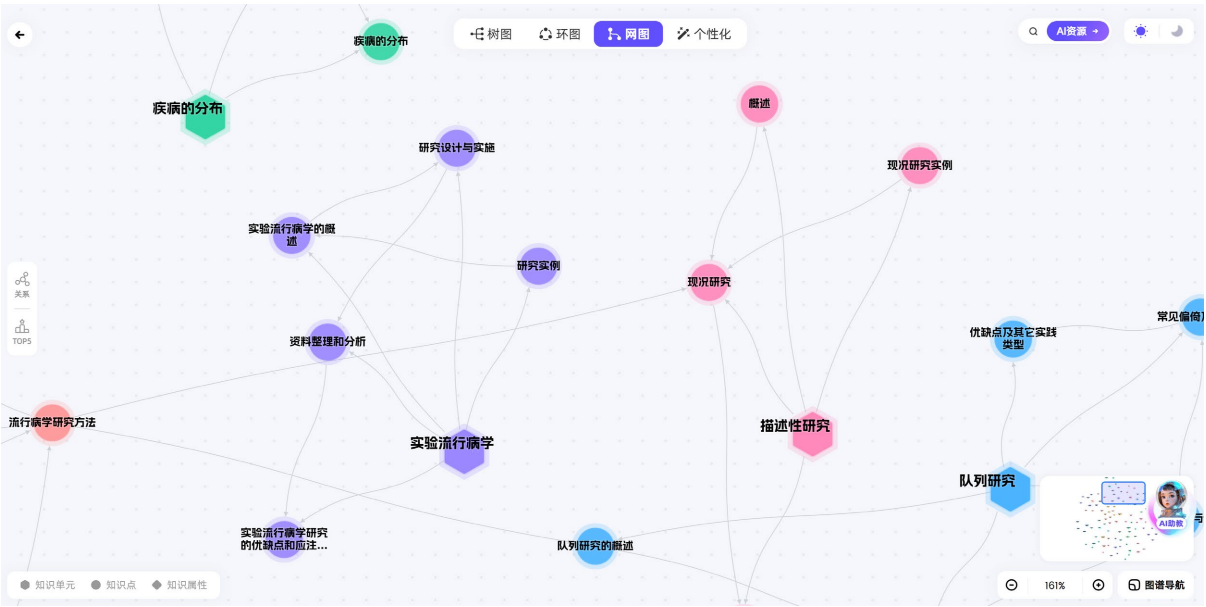 疾病的分布
树图
环图
网图
个性化
AI资源
疾病的分布
概述
研究设计与实施
现况研究实例
实验流行病学的概
述
研究实例
现况研究
关系
TOP5
常见偏倚
优缺点及其它实践
类型
资料整理和分析
流行病学研究方法
描述性研究
实验流行病学
队列研究
实验流行病学研究
的优缺点和应注...
队列研究的概述
AI助教
与
知识单元
知识点
知识属性
161%
图谱导航